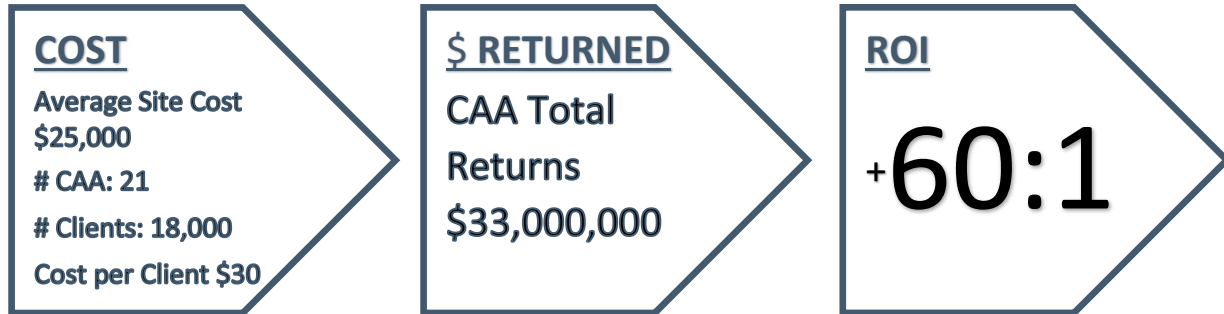 COST
Average Site Cost
$25,000
# CAA: 21
# Clients: 18,000
Cost per Client $30
$ RETURNED
CAA Total
Returns
$33,000,000
ROI
+60:1